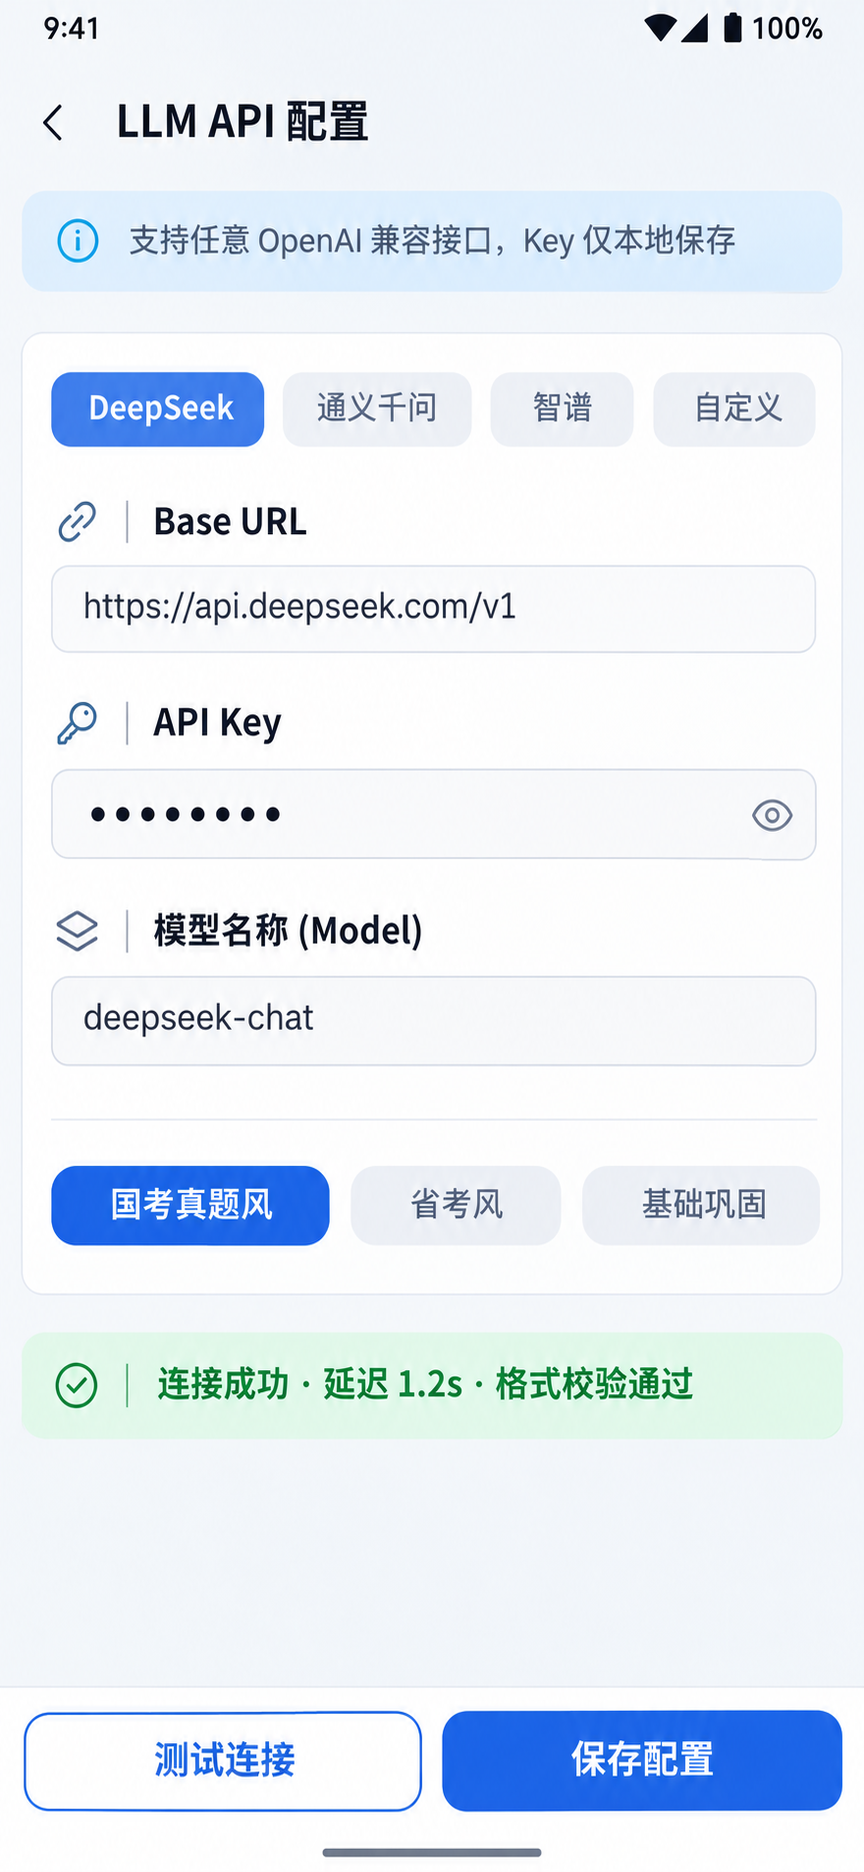 9:41 100%
LLM API 配置
支持任意 OpenAI 兼容接口，Key 仅本地保存
DeepSeek 通义千问 智谱 自定义
Base URL
https://api.deepseek.com/v1
API Key
••••••••
模型名称 (Model)
deepseek-chat
国考真题风 省考风 基础巩固
连接成功 · 延迟 1.2s · 格式校验通过
测试连接 保存配置